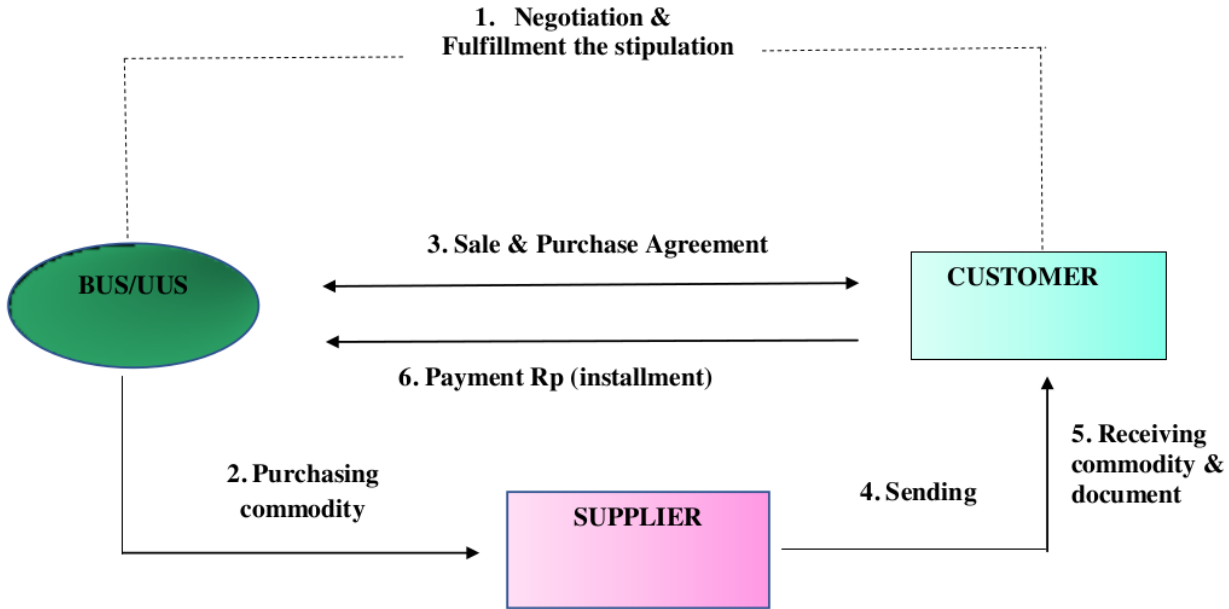 1. Negotiation &
Fulfillment the stipulation
3. Sale & Purchase Agreement
BUS/UUS
CUSTOMER
6. Payment Rp (installment)
5. Receiving
commodity &
document
2. Purchasing
commodity
4. Sending
SUPPLIER